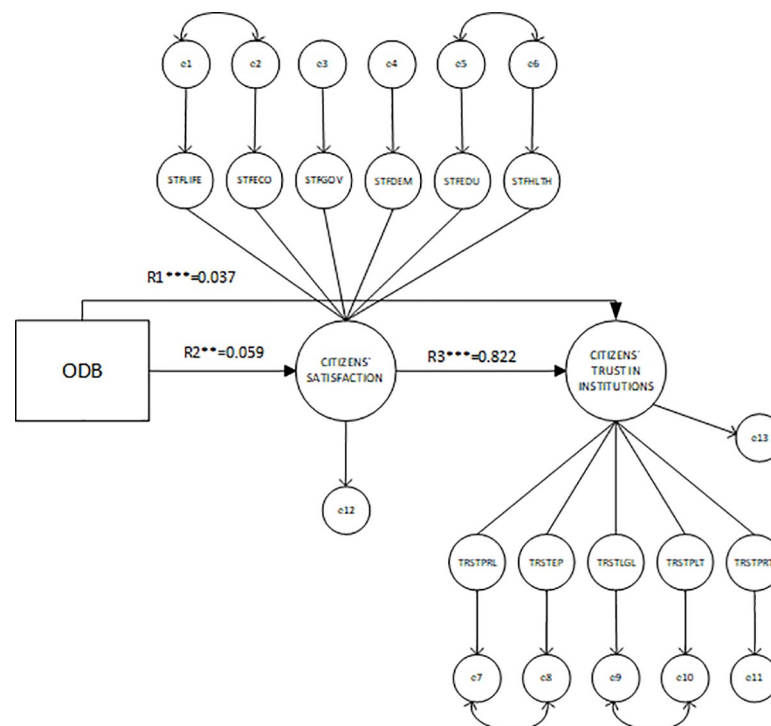 e1 e2 e3 e4 e5 e6
STFLIFE STFECO STFGOV STFDEM STFEDU STFHLTH
R1***=0.037
R2**=0.059
R3***=0.822
ODB
CITIZENS'
SATISFACTION
CITIZENS'
TRUST IN
INSTITUTIONS
e13
e12
TRSTPRL TRSTEP TRSTLGL TRSTPLT TRSTPRT
e7 e8 e9 e10 e11